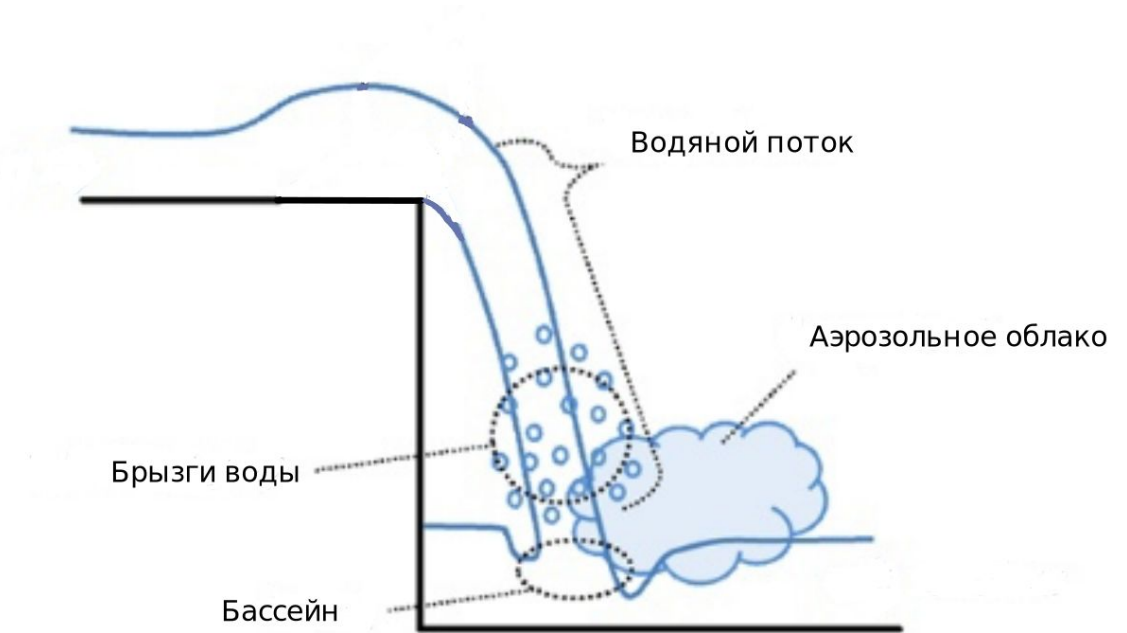 Водяной поток
Аэрозольное облако
Брызги воды
Бассейн